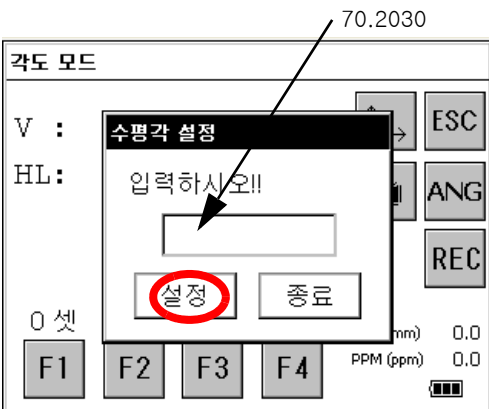 70.2030
각도 모드
V :
HL:
수평각 설정
입력하시오!!
설정
종료
ESC
ANG
REC
0 셋
mm) 0.0
PPM (ppm) 0.0
F1 F2 F3 F4